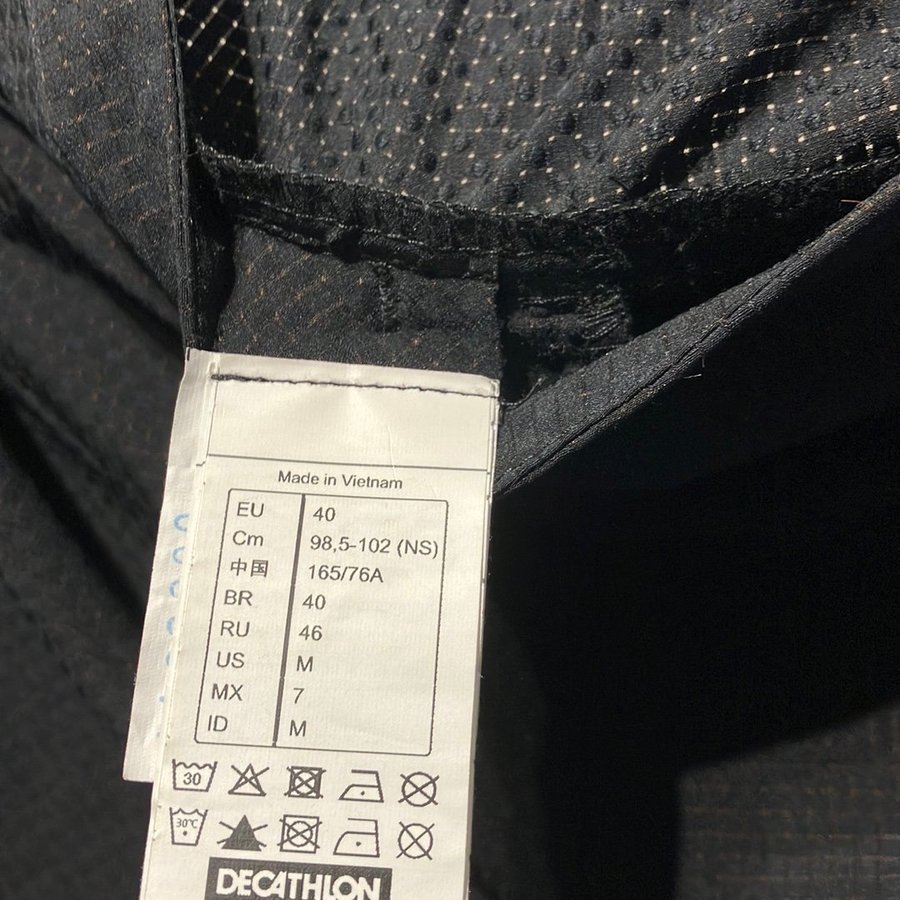 Made in Vietnam
EU 40
Cm 98,5-102 (NS)
中国 165/76A
BR 40
RU 46
US M
MX 7
ID M
30
30°C
DECATHLON